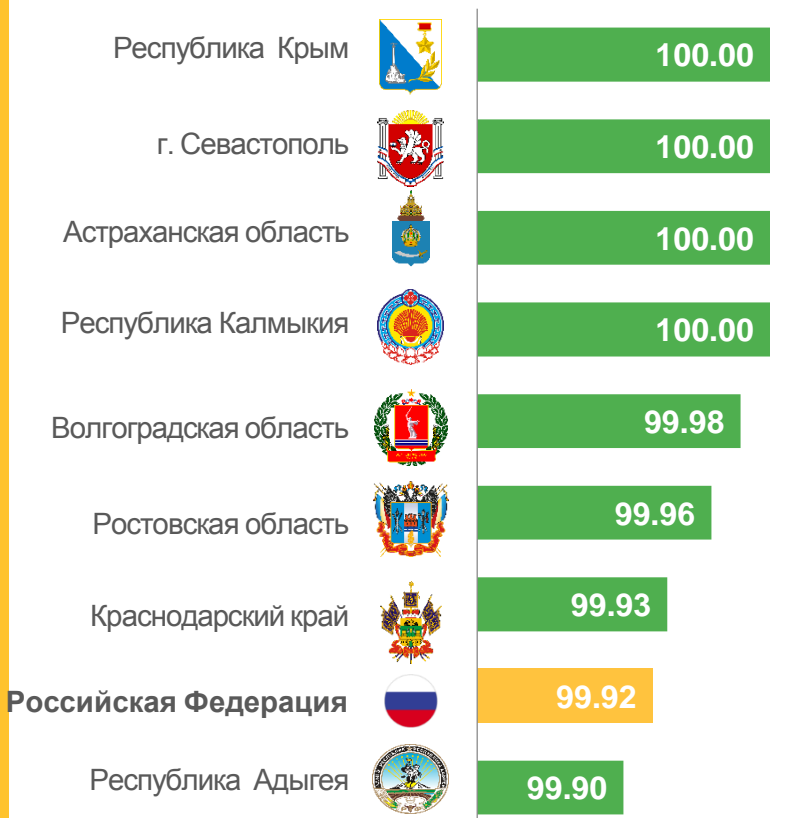 Республика Крым 100.00
г. Севастополь 100.00
Астраханская область 100.00
Республика Калмыкия 100.00
Волгоградская область 99.98
Ростовская область 99.96
Краснодарский край 99.93
Российская Федерация 99.92
Республика Адыгея 99.90